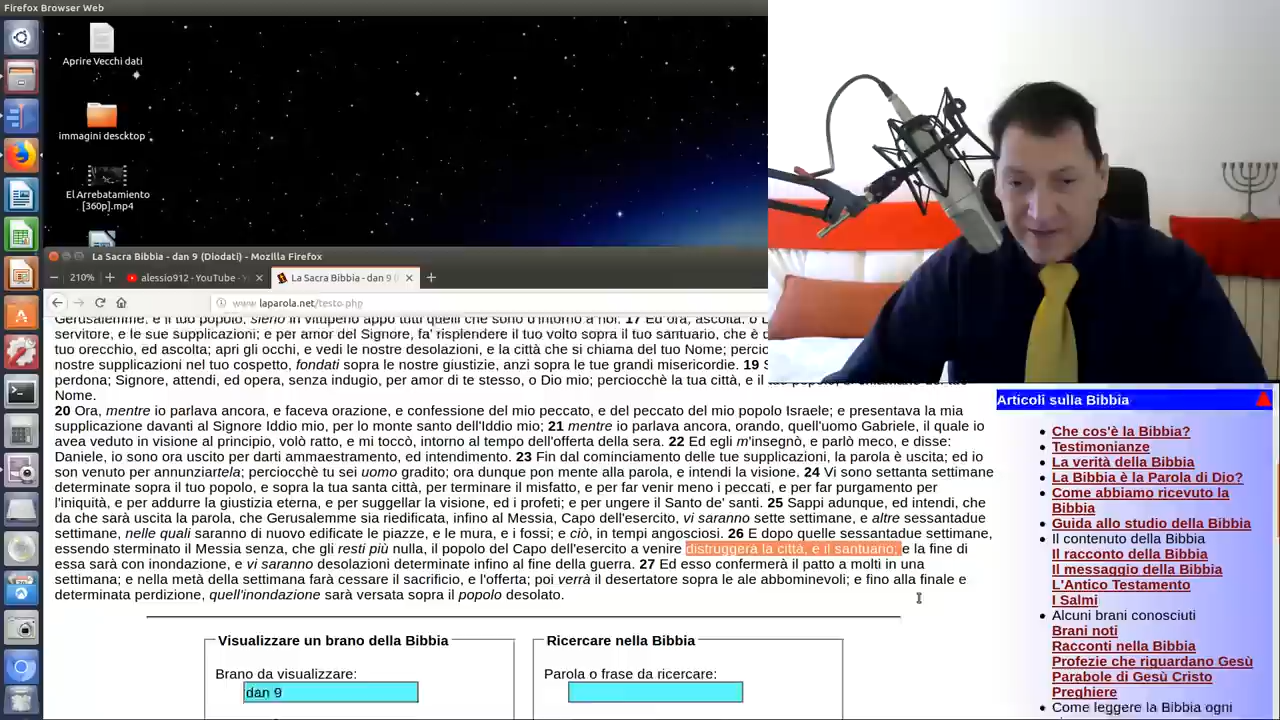 Firefox Browser Web
Aprire Vecchi dati
immagini descktop
El Arrebatamiento
[360p].mp4
La Sacra Bibbia - dan 9 (Diodati) - Mozilla Firefox
210%
alessio912 - YouTube -
La Sacra Bibbia - dan 9
www.laparola.net/testo.php
Gerusalemme, e il tuo popolo, sieno in vituperio appo tutti quelli che sono d'intorno a noi. 17 Ed ora, ascolta, o
servitore, e le sue supplicazioni; e per amor del Signore, fa' risplendere il tuo volto sopra il tuo santuario, che è
tuo orecchio, ed ascolta; apri gli occhi, e vedi le nostre desolazioni, e la città che si chiama del tuo Nome;
nostre supplicazioni nel tuo cospetto, fondati sopra le nostre giustizie, anzi sopra le tue grandi misericordie. 19
perdona; Signore, attendi, ed opera, senza indugio, per amor di te stesso, o Dio mio; perciocchè la tua città, e il
Nome.
20 Ora, mentre io parlava ancora, e faceva orazione, e confessione del mio peccato, e del peccato del mio popolo Israele; e presentava la mia
supplicazione davanti al Signore Iddio mio, per lo monte santo dell'Iddio mio; 21 mentre io parlava ancora, orando, quell'uomo Gabriele, il quale io
avea veduto in visione al principio, volò ratto, e mi toccò, intorno al tempo dell'offerta della sera. 22 Ed egli m'insegnò, e parlò meco, e disse:
Daniele, io sono ora uscito per darti ammaestramento, ed intendimento. 23 Fin dal cominciamento delle tue supplicazioni, la parola è uscita; ed io
son venuto per annunziartela; perciocchè tu sei uomo gradito; ora dunque pon mente alla parola, e intendi la visione. 24 Vi sono settanta settimane
determinate sopra il tuo popolo, e sopra la tua santa città, per terminare il misfatto, e per far venir meno i peccati, e per far purgamento per
l'iniquità, e per addurre la giustizia eterna, e per suggellar la visione, ed i profeti; e per ungere il Santo de' santi. 25 Sappi adunque, ed intendi, che
da che sarà uscita la parola, che Gerusalemme sia riedificata, infino al Messia, Capo dell'esercito, vi saranno sette settimane, e altre sessantadue
settimane, nelle quali saranno di nuovo edificate le piazze, e le mura, e i fossi; e ciò, in tempi angosciosi. 26 E dopo quelle sessantadue settimane,
essendo sterminato il Messia senza, che gli resti più nulla, il popolo del Capo dell'esercito a venire distruggerà la città, e il santuario; e la fine di
essa sarà con inondazione, e vi saranno desolazioni determinate infino al fine della guerra. 27 Ed esso confermerà il patto a molti in una
settimana; e nella metà della settimana farà cessare il sacrificio, e l'offerta; poi verrà il desertatore sopra le ale abbominevoli; e fino alla finale e
determinata perdizione, quell'inondazione sarà versata sopra il popolo desolato.
Visualizzare un brano della Bibbia
Brano da visualizzare:
dan 9
Ricercare nella Bibbia
Parola o frase da ricercare:
Articoli sulla Bibbia
Che cos'è la Bibbia?
Testimonianze
La verità della Bibbia
La Bibbia è la Parola di Dio?
Come abbiamo ricevuto la
Bibbia
Guida allo studio della Bibbia
Il contenuto della Bibbia
Il racconto della Bibbia
Il messaggio della Bibbia
L'Antico Testamento
I Salmi
Alcuni brani conosciuti
Brani noti
Racconti nella Bibbia
Profezie che riguardano Gesù
Parabole di Gesù Cristo
Preghiere
Come leggere la Bibbia ogni